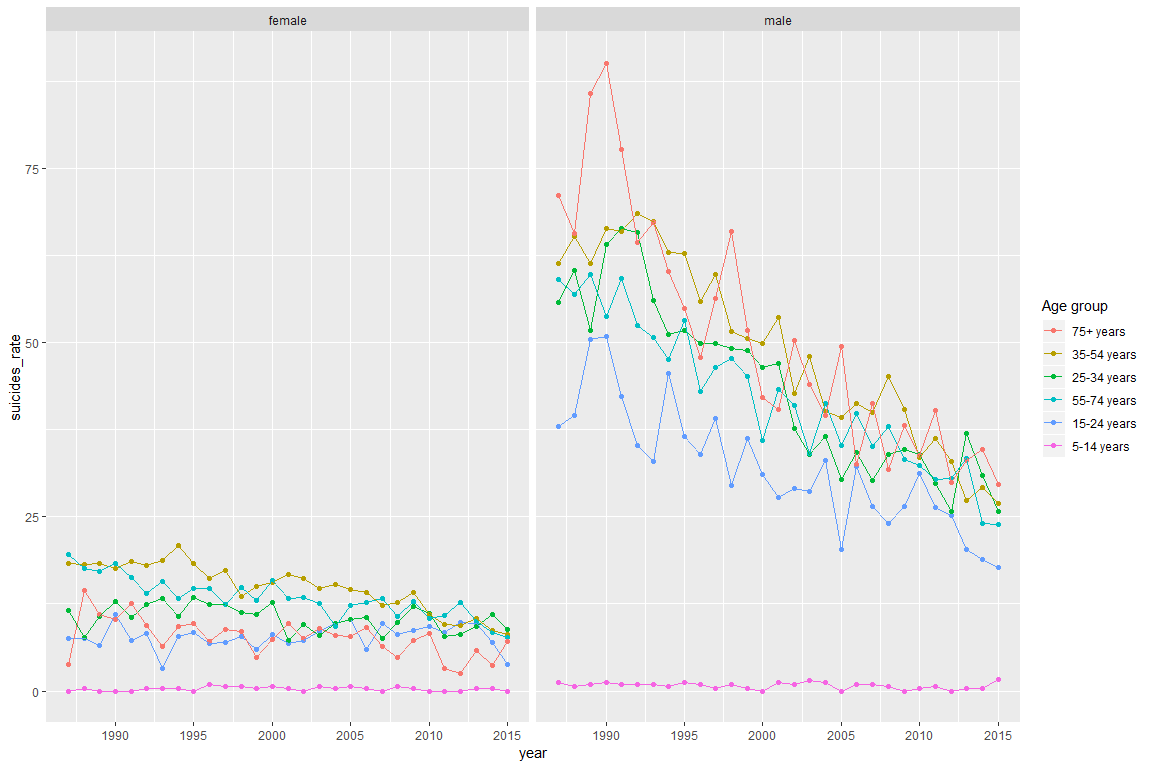 female
male
75
50
25
0
suicides_rate
1990
1995
2000
2005
2010
2015
1990
1995
2000
2005
2010
2015
year
Age group
75+ years
35-54 years
25-34 years
55-74 years
15-24 years
5-14 years